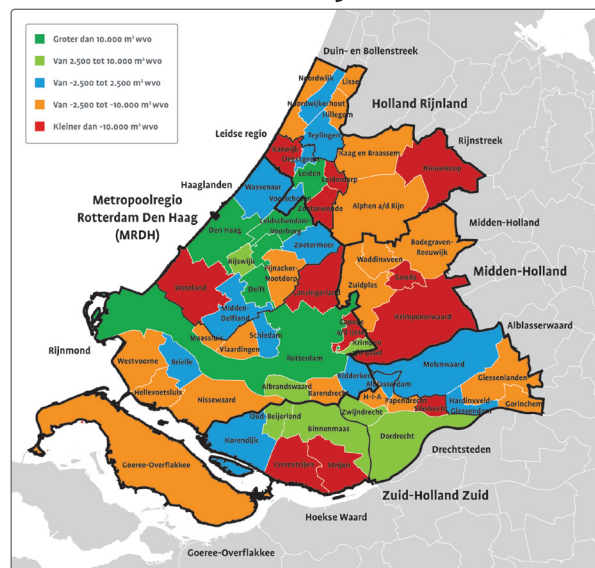 Groter dan 10.000 m² wvo
Van 2.500 tot 10.000 m² wvo
Van -2.500 tot 2.500 m² wvo
Van -2.500 tot -10.000 m² wvo
Kleiner dan -10.000 m² wvo
Duin- en Bollenstreek
Noordwijk
Lisse
Noordwijkerhout
Hillegom
Holland Rijnland
Teylingen
Leidse regio
Rijnstreek
Katwijk
Oegstgeest
Kaag en Braassem
Nieuwkoop
Leiden
Leiderdorp
Haaglanden
Wassenaar
Voorschoten
Zoeterwoude
Alphen a/d Rijn
Metropoolregio
Rotterdam Den Haag
(MRDH)
Leidschendam-
Voorburg
Midden-Holland
Den Haag
Zoetermeer
Bodegraven-
Reeuwijk
Rijswijk
Waddinxveen
Pijnacker-
Nootdorp
Midden-Holland
Gouda
Zuidplas
Westland
Delft
Lansingerland
Midden-
Delfland
Krimpenerwaard
Alblasserwaard
Capelle
a/d IJssel
Rijnmond
Maassluis
Schiedam
Krimpen
a/d IJssel
Vlaardingen
Rotterdam
Westvoorne
Brielle
Molenwaard
Giessenlanden
Ridderkerk
Alblasserdam
Albrandswaard
Hellevoetsluis
Nissewaard
Barendrecht
H-I-A
Papendrecht
Hardinxveld
Giessendam
Gorinchem
Sliedrecht
Zwijndrecht
Oud-Beijerland
Binnenmaas
Korendijk
Dordrecht
Drechtsteden
Goeree-Overflakkee
Cromstrijen
Strijen
Zuid-Holland Zuid
Hoekse Waard
Goeree-Overflakkee